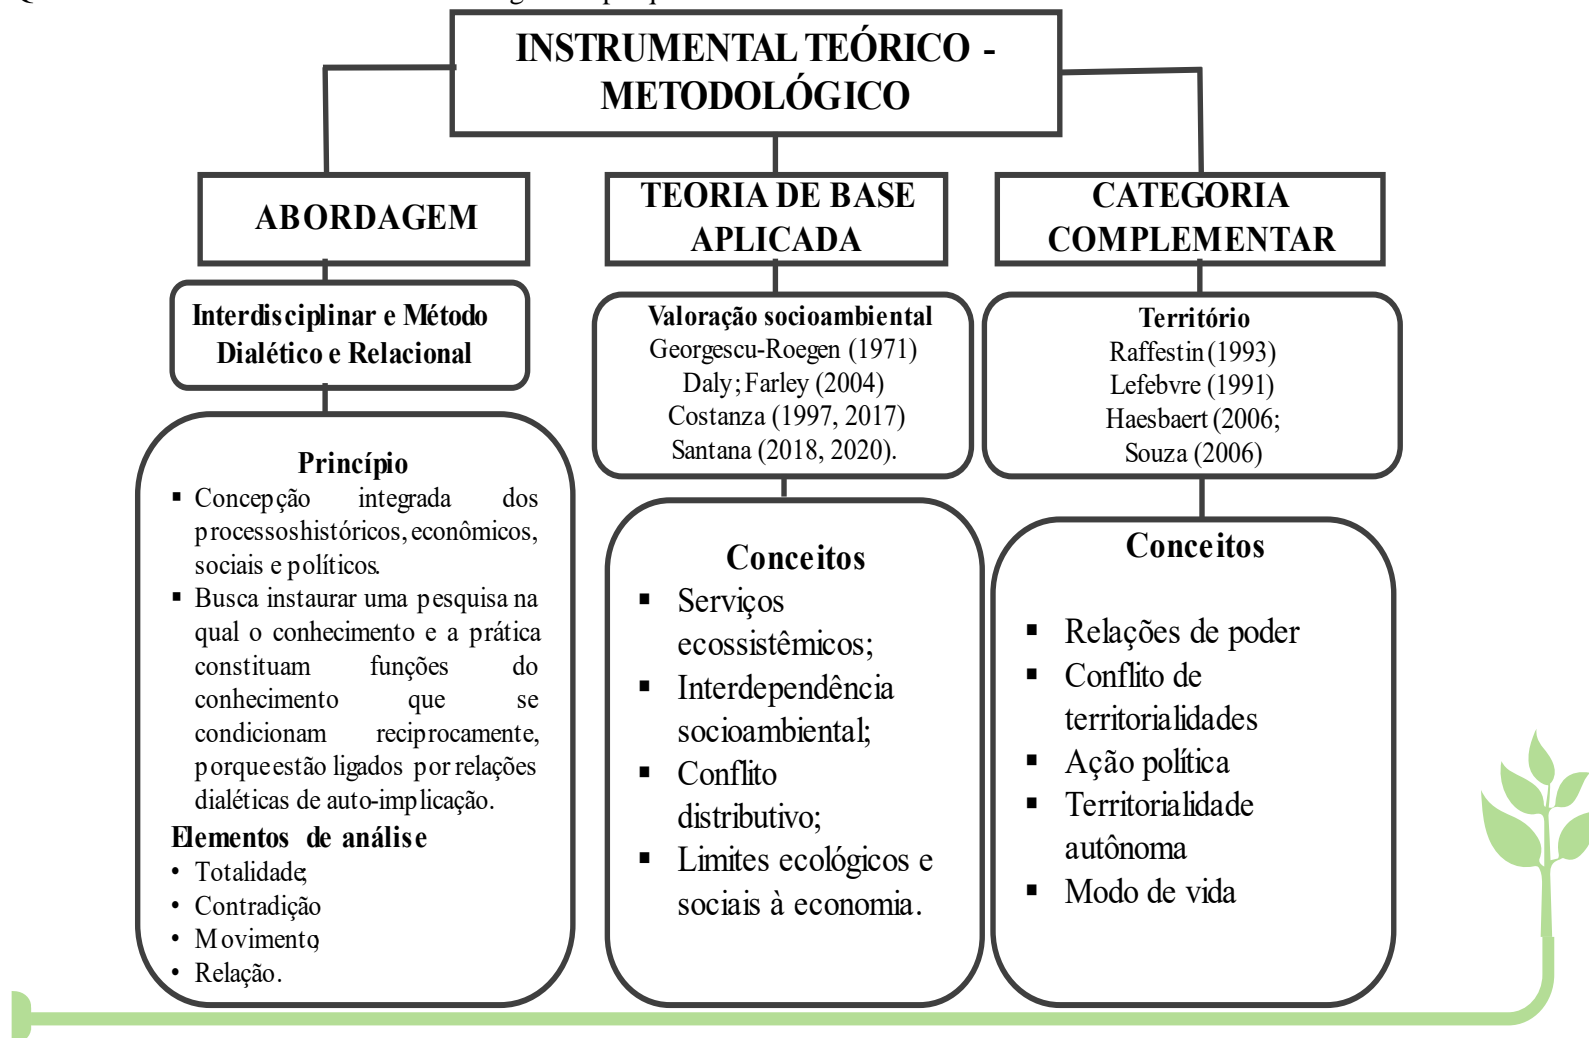 INSTRUMENTAL TEÓRICO -
METODOLÓGICO
ABORDAGEM
Interdisciplinar e Método
Dialético e Relacional
Princípio
▪ Concepção integrada dos
processos históricos, econômicos,
sociais e políticos.
▪ Busca instaurar uma pesquisa na
qual o conhecimento e a prática
constituam funções do
conhecimento que se
condicionam reciprocamente,
porque estão ligados por relações
dialéticas de auto-implicação.
Elementos de análise
• Totalidade;
• Contradição
• Movimento;
• Relação.
TEORIA DE BASE
APLICADA
Valoração socioambiental
Georgescu-Roegen (1971)
Daly; Farley (2004)
Costanza (1997, 2017)
Santana (2018, 2020).
Conceitos
▪ Serviços
ecossistêmicos;
▪ Interdependência
socioambiental;
▪ Conflito
distributivo;
▪ Limites ecológicos e
sociais à economia.
CATEGORIA
COMPLEMENTAR
Território
Raffestin (1993)
Lefebvre (1991)
Haesbaert (2006;
Souza (2006)
Conceitos
▪ Relações de poder
▪ Conflito de
territorialidades
▪ Ação política
▪ Territorialidade
autônoma
▪ Modo de vida